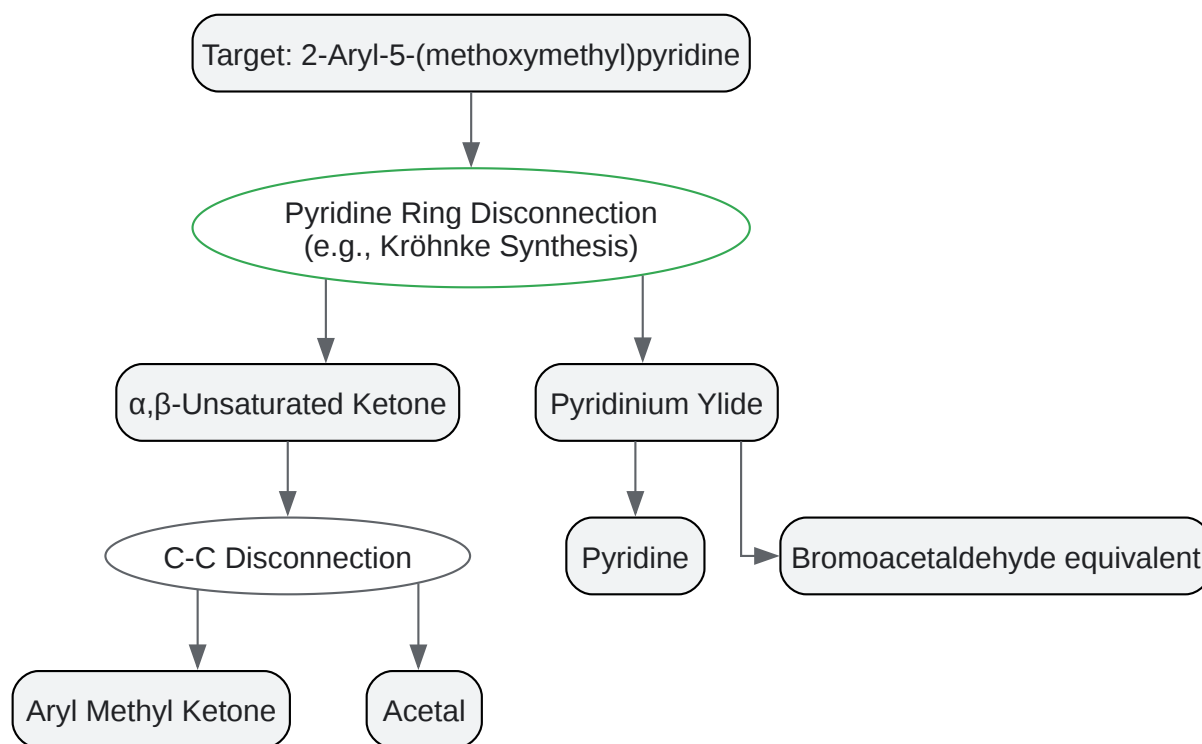 Target: 2-Aryl-5-(methoxymethyl)pyridine
Pyridine Ring Disconnection
(e.g., Kröhnke Synthesis)
α,β-Unsaturated Ketone
Pyridinium Ylide
C-C Disconnection
Pyridine
Bromoacetaldehyde equivalent
Aryl Methyl Ketone
Acetal